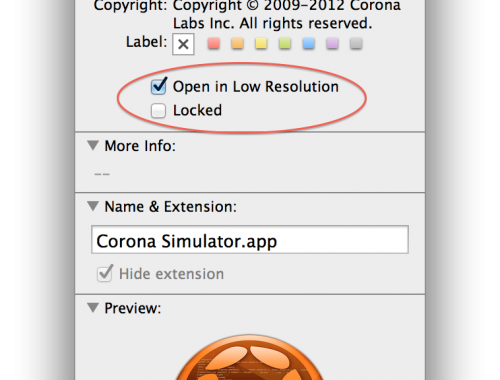 Copyright: Copyright © 2009-2012 Corona
Labs Inc. All rights reserved.
Label:
Open in Low Resolution
Locked
More Info:
--
Name & Extension:
Corona Simulator.app
Hide extension
Preview: